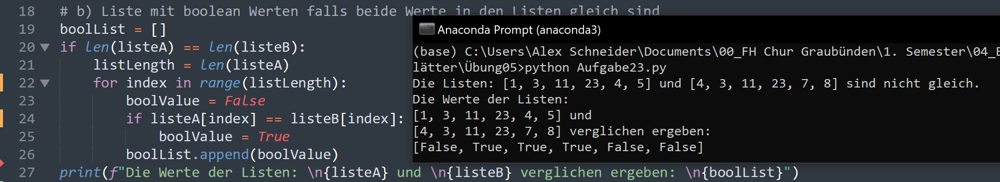 18 # b) Liste mit boolean Werten falls beide Werte in den Listen gleich sind
19 boolList = []
20 if len(listeA) == len(listeB):
21 listLength = len(listeA)
22 for index in range(listLength):
23 boolValue = False
24 if listeA[index] == listeB[index]:
25 boolValue = True
26 boolList.append(boolValue)
27 print(f"Die Werte der Listen: \n{listeA} und \n{listeB} verglichen ergeben: \n{boolList}")
Anaconda Prompt (anaconda3)
(base) C:\Users\Alex Schneider\Documents\00_FH Chur Graubünden\1. Semester\04_E
lätter\Übung05>python Aufgabe23.py
Die Listen: [1, 3, 11, 23, 4, 5] und [4, 3, 11, 23, 7, 8] sind nicht gleich.
Die Werte der Listen:
[1, 3, 11, 23, 4, 5] und
[4, 3, 11, 23, 7, 8] verglichen ergeben:
[False, True, True, True, False, False]